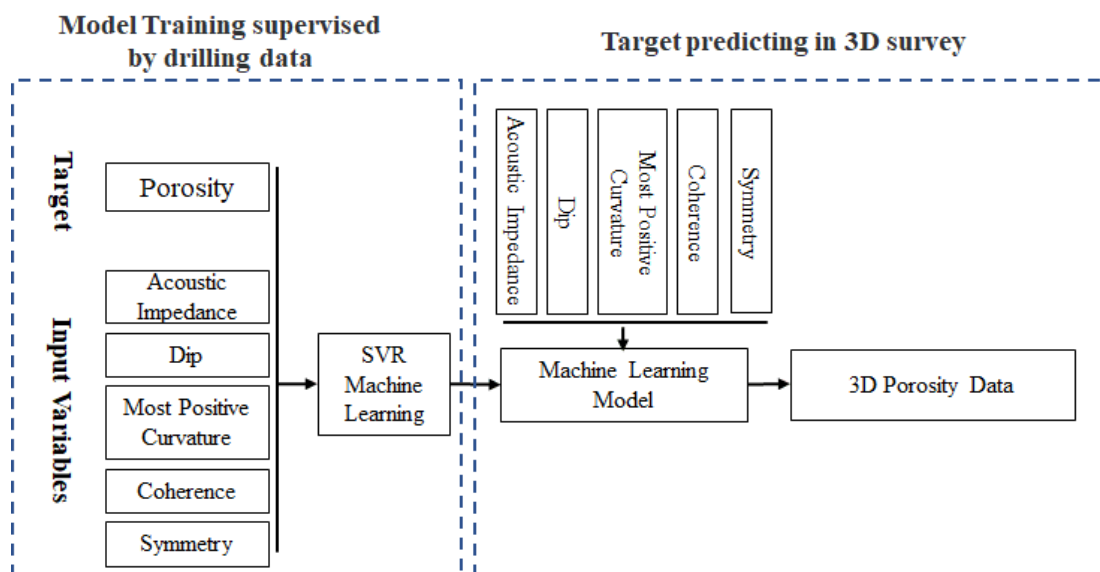 Model Training supervised
by drilling data
Target
Porosity
Input Variables
Acoustic
Impedance
Dip
Most Positive
Curvature
Coherence
Symmetry
SVR
Machine
Learning
Target predicting in 3D survey
Acoustic Impedance
Dip
Most Positive
Curvature
Coherence
Symmetry
Machine Learning
Model
3D Porosity Data